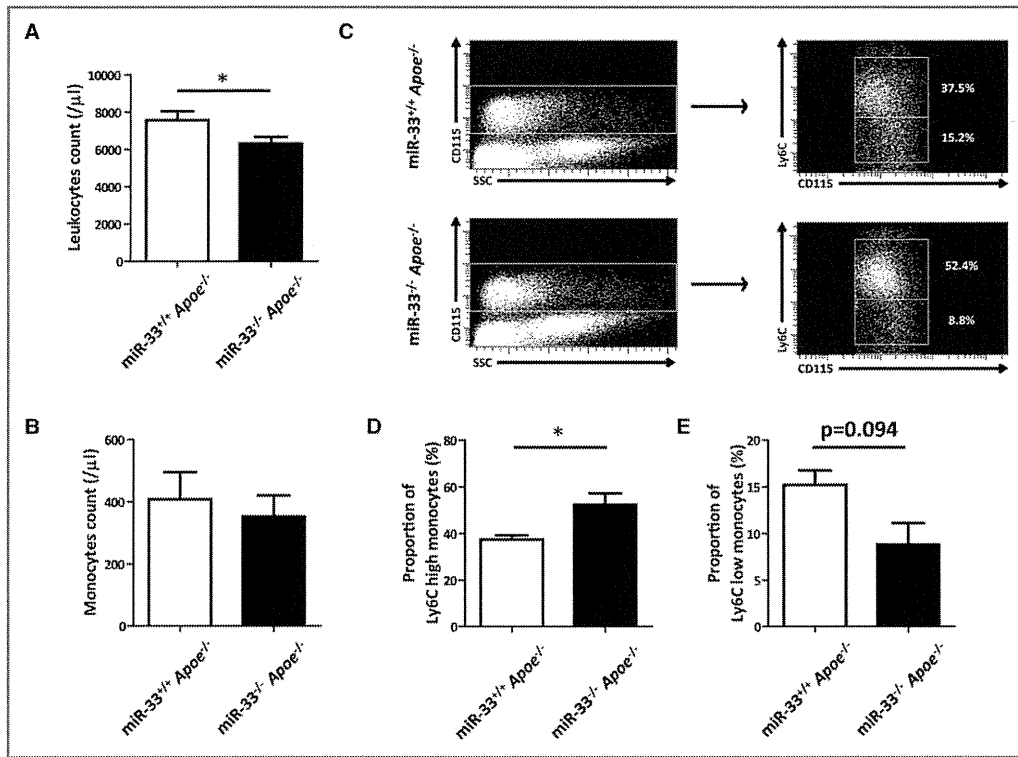 A
Leukocytes count (/µl)
10000
8000
6000
4000
2000
0
*
miR-33+/+ Apoe-/-
miR-33-/- Apoe-/-
C
miR-33+/+ Apoe-/-
CD115
SSC
Ly6C
CD115
37.5%
15.2%
miR-33-/- Apoe-/-
CD115
SSC
Ly6C
CD115
52.4%
8.8%
B
Monocytes count (/µl)
600
400
200
0
miR-33+/+ Apoe-/-
miR-33-/- Apoe-/-
D
Proportion of
Ly6C high monocytes (%)
80
60
40
20
0
*
miR-33+/+ Apoe-/-
miR-33-/- Apoe-/-
E
Proportion of
Ly6C low monocytes (%)
20
15
10
5
0
p=0.094
miR-33+/+ Apoe-/-
miR-33-/- Apoe-/-